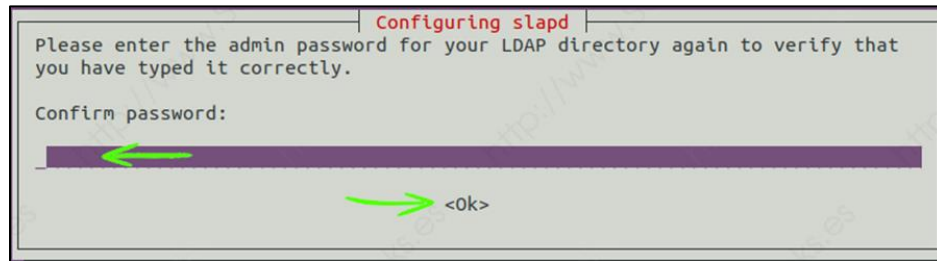 Configuring slapd
Please enter the admin password for your LDAP directory again to verify that
you have typed it correctly.
Confirm password:
<Ok>